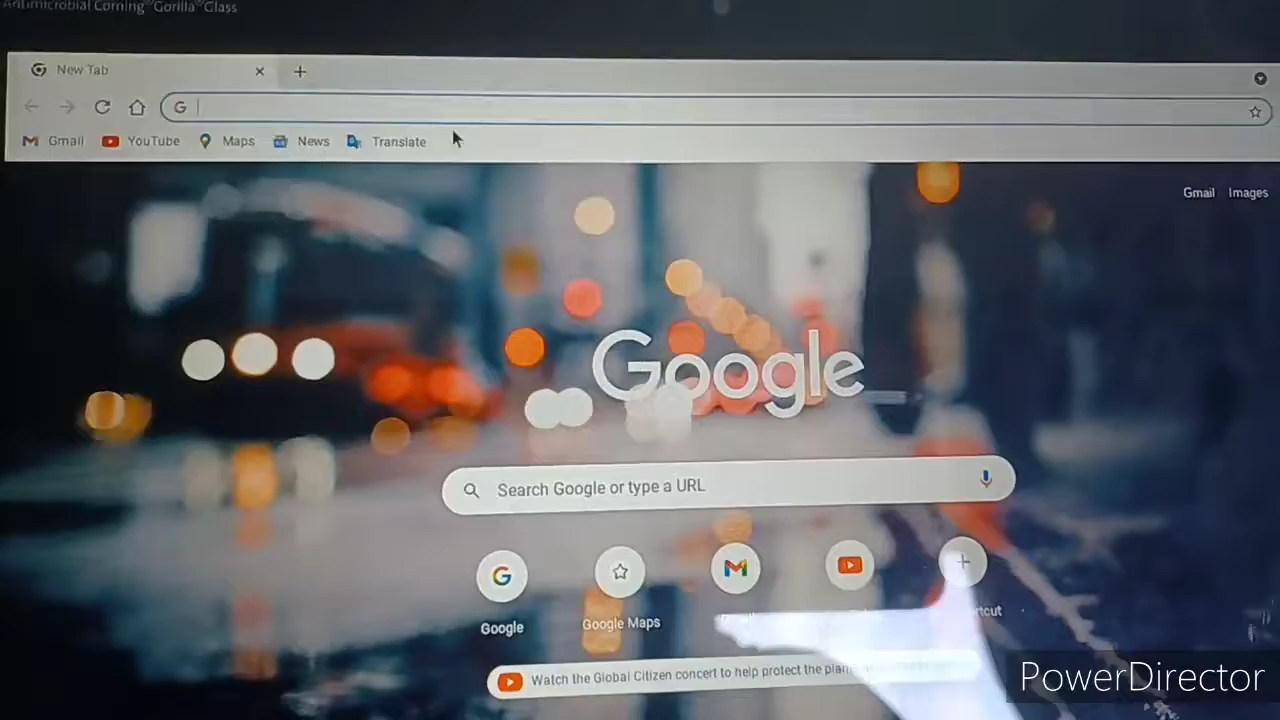 Antimicrobial Corning® Gorilla® Glass
New Tab
G
Gmail YouTube Maps News Translate
Gmail Images
Google
Search Google or type a URL
Google Google Maps
Watch the Global Citizen concert to help protect the
PowerDirector